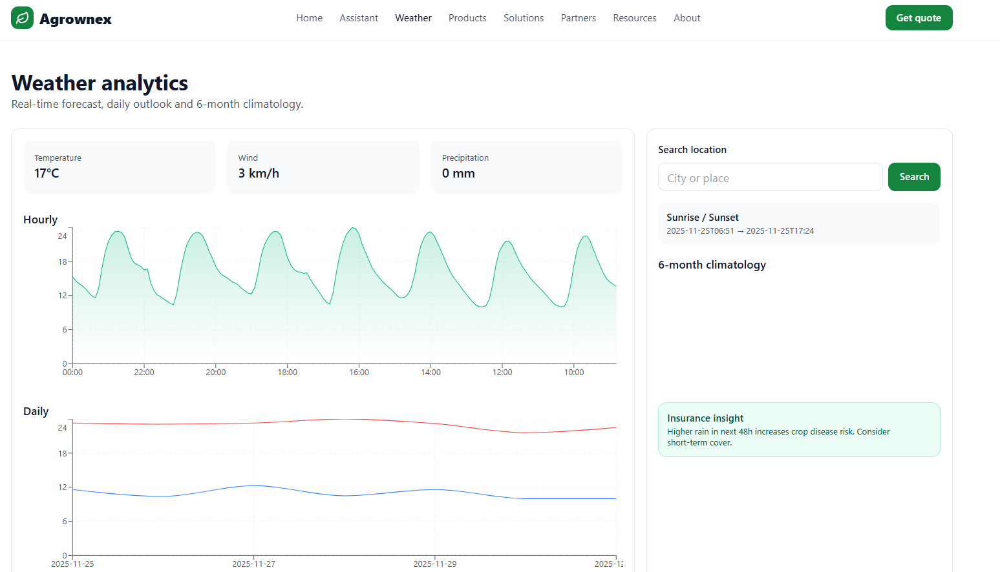 Agrownex
Home Assistant Weather Products Solutions Partners Resources About
Get quote
Weather analytics
Real-time forecast, daily outlook and 6-month climatology.
Temperature
17°C
Wind
3 km/h
Precipitation
0 mm
Hourly
24
18
12
6
0
00:00 22:00 20:00 18:00 16:00 14:00 12:00 10:00
Daily
24
18
12
6
0
2025-11-25 2025-11-27 2025-11-29 2025-12
Search location
City or place
Search
Sunrise / Sunset
2025-11-25T06:51 → 2025-11-25T17:24
6-month climatology
Insurance insight
Higher rain in next 48h increases crop disease risk. Consider
short-term cover.